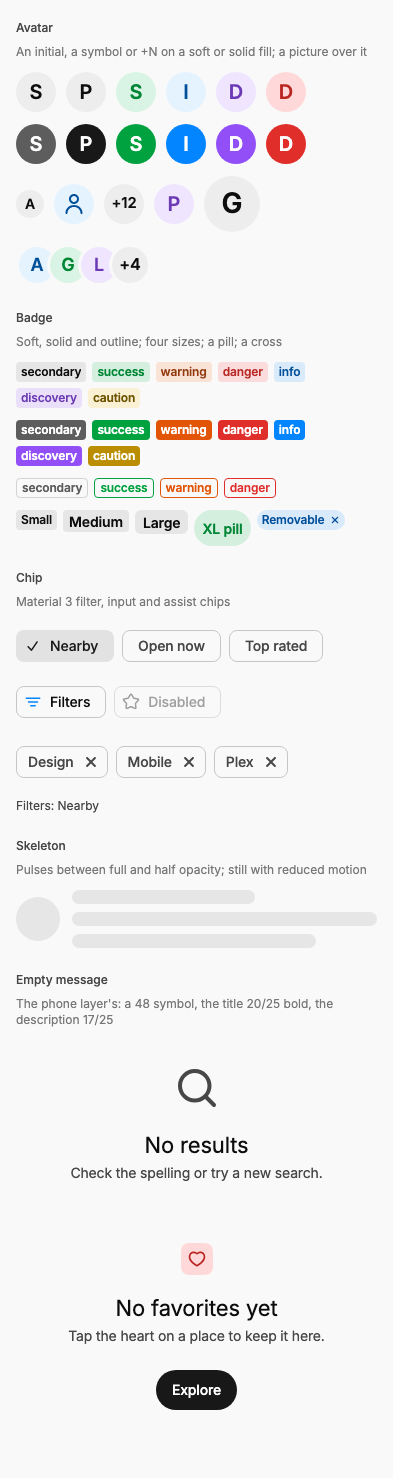 Avatar
An initial, a symbol or +N on a soft or solid fill; a picture over it
S P S I D D
S P S I D D
A +12 P G
A G L +4
Badge
Soft, solid and outline; four sizes; a pill; a cross
secondary success warning danger info
discovery caution
secondary success warning danger info
discovery caution
secondary success warning danger
Small Medium Large XL pill Removable ×
Chip
Material 3 filter, input and assist chips
Nearby Open now Top rated
Filters Disabled
Design Mobile Plex
Filters: Nearby
Skeleton
Pulses between full and half opacity; still with reduced motion
Empty message
The phone layer's: a 48 symbol, the title 20/25 bold, the
description 17/25
No results
Check the spelling or try a new search.
No favorites yet
Tap the heart on a place to keep it here.
Explore